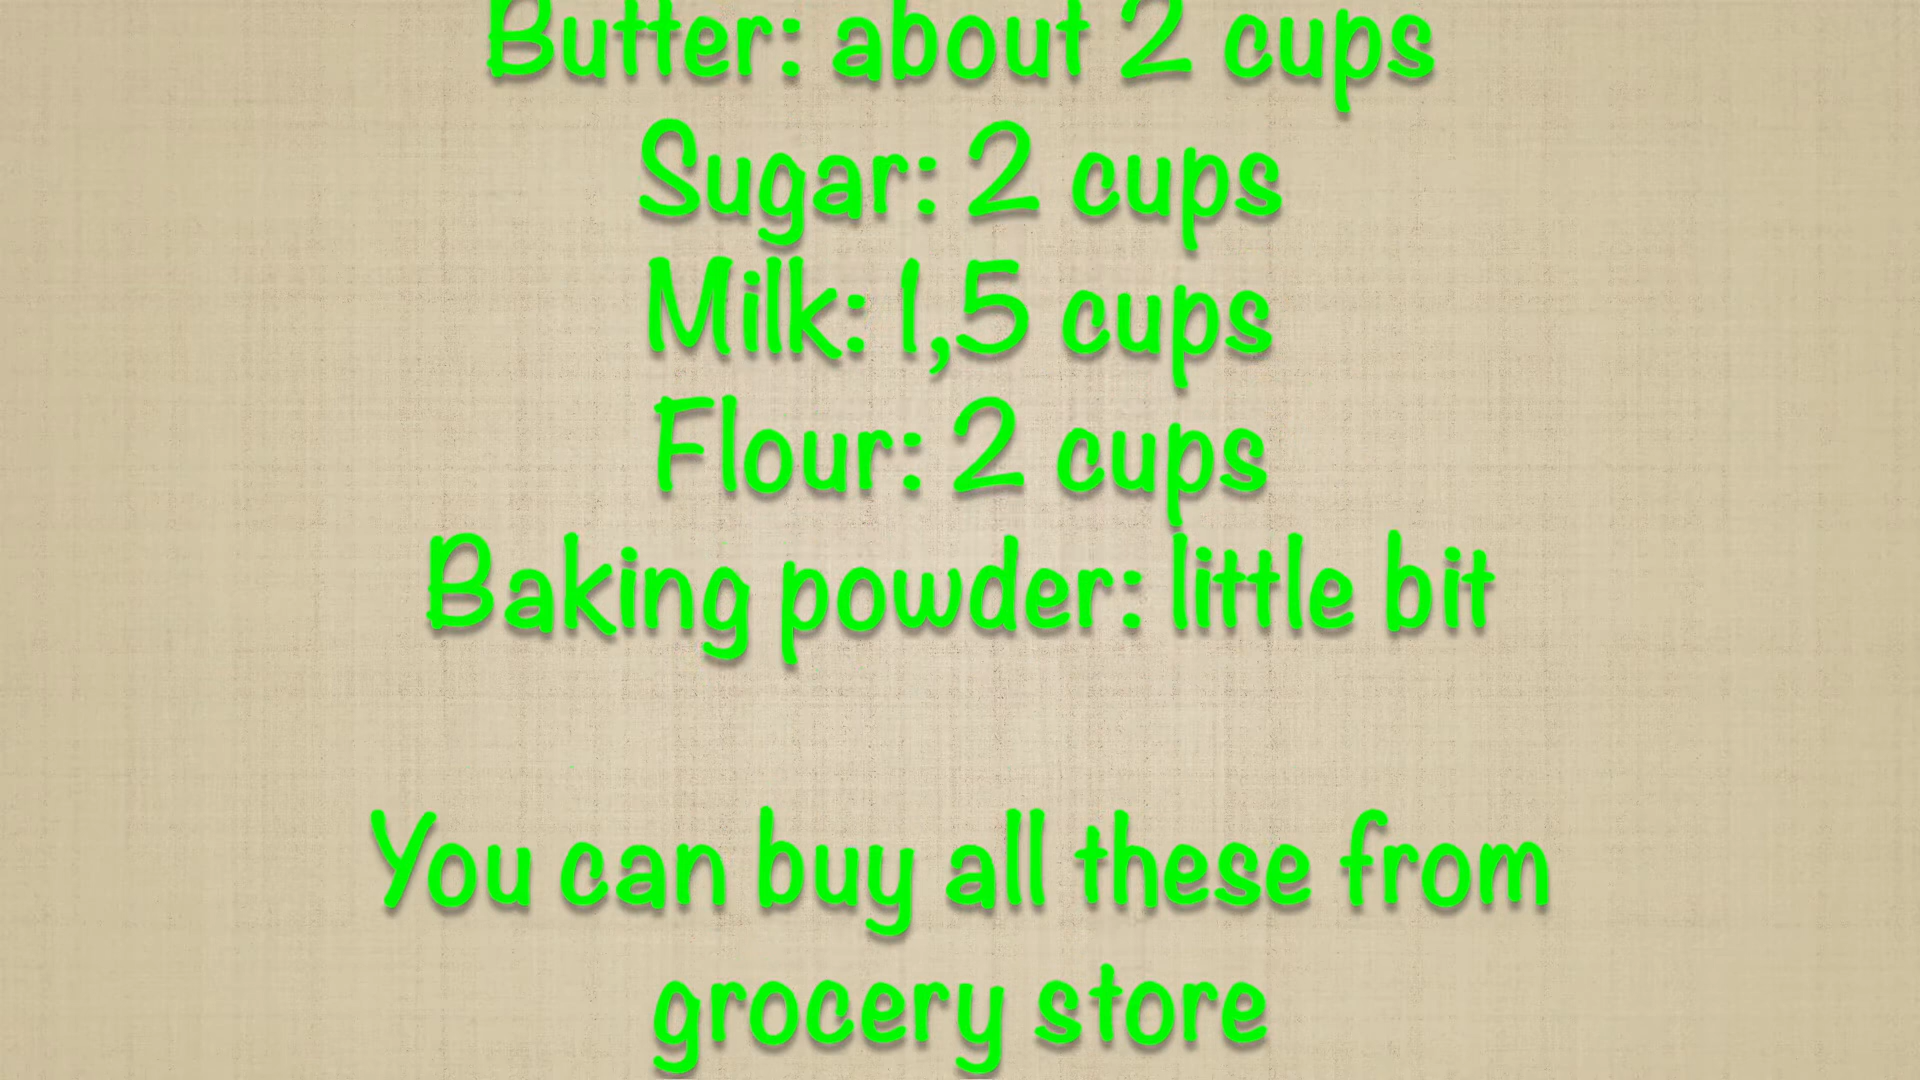 Butter: about 2 cups
Sugar: 2 cups
Milk: 1,5 cups
Flour: 2 cups
Baking powder: little bit
You can buy all these from
grocery store